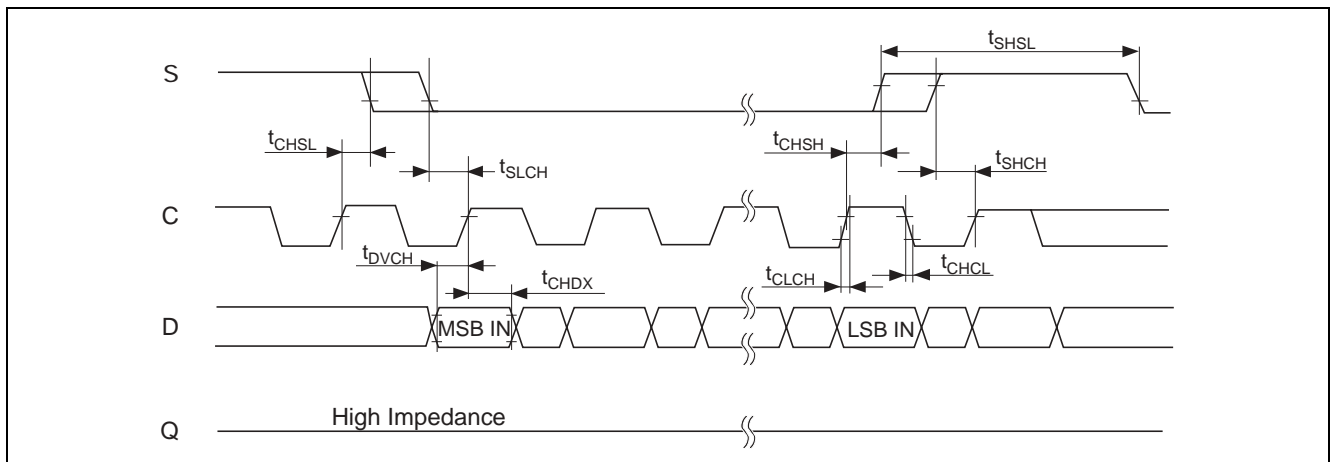 tSHSL
S
tCHSL
tSLCH
tCHSH
tSHCH
C
tDVCH
tCHDX
tCLCH
tCHCL
D
MSB IN
LSB IN
High Impedance
Q